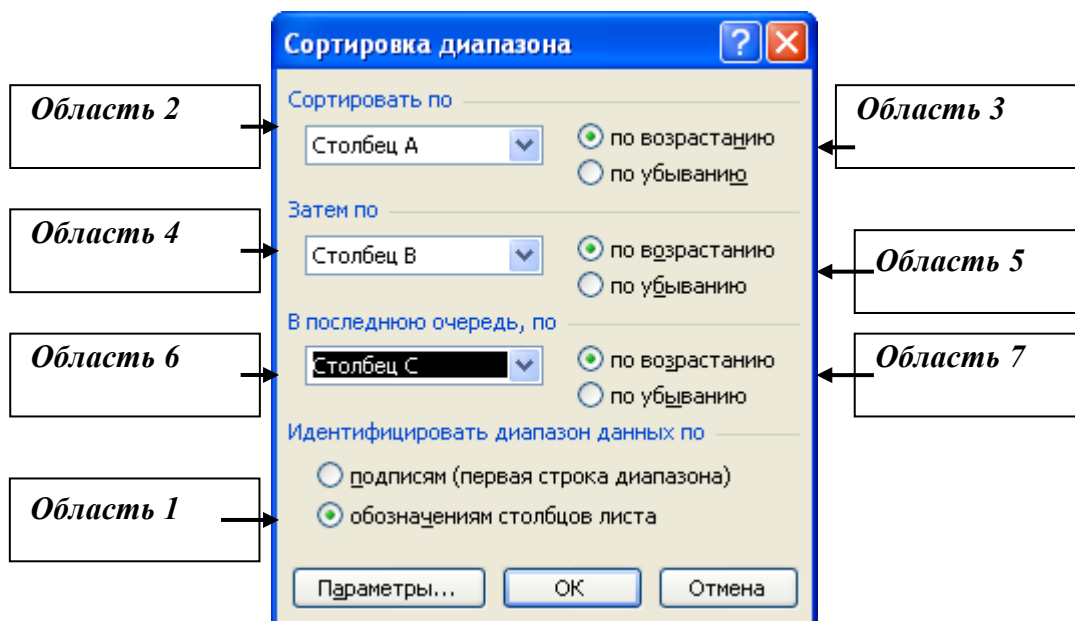 Сортировка диапазона
Область 2
Сортировать по
Столбец А
по возрастанию
по убыванию
Область 3
Область 4
Затем по
Столбец В
по возрастанию
по убыванию
Область 5
Область 6
В последнюю очередь, по
Столбец С
по возрастанию
по убыванию
Область 7
Идентифицировать диапазон данных по
Область 1
подписям (первая строка диапазона)
обозначениям столбцов листа
Параметры... ОК Отмена